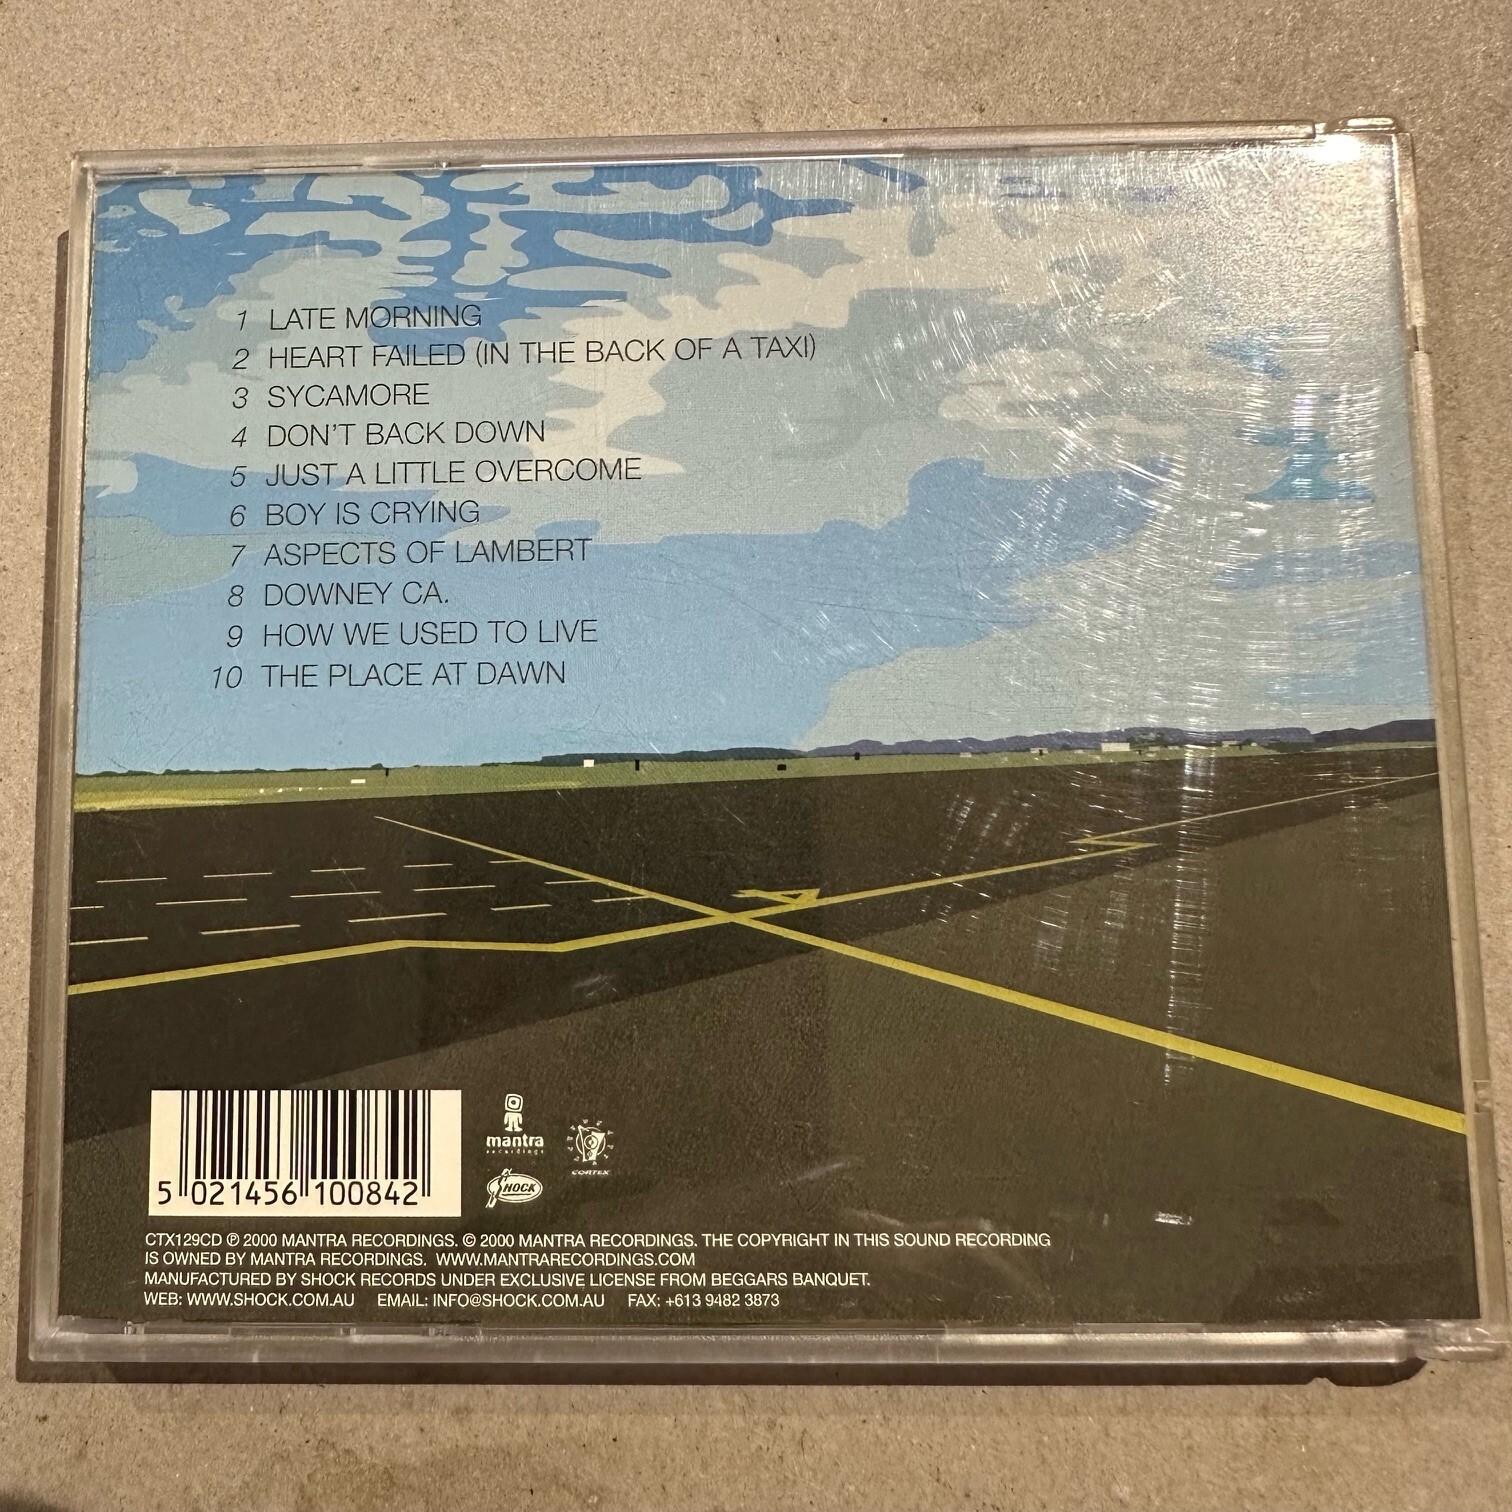 1 LATE MORNING
2 HEART FAILED (IN THE BACK OF A TAXI)
3 SYCAMORE
4 DON'T BACK DOWN
5 JUST A LITTLE OVERCOME
6 BOY IS CRYING
7 ASPECTS OF LAMBERT
8 DOWNEY CA.
9 HOW WE USED TO LIVE
10 THE PLACE AT DAWN
4
5 021456 100842
mantra
recordings
CORTEX
SHOCK
CTX129CD ℗ 2000 MANTRA RECORDINGS. © 2000 MANTRA RECORDINGS. THE COPYRIGHT IN THIS SOUND RECORDING
IS OWNED BY MANTRA RECORDINGS. WWW.MANTRARECORDINGS.COM
MANUFACTURED BY SHOCK RECORDS UNDER EXCLUSIVE LICENSE FROM BEGGARS BANQUET.
WEB: WWW.SHOCK.COM.AU EMAIL: INFO@SHOCK.COM.AU FAX: +613 9482 3873